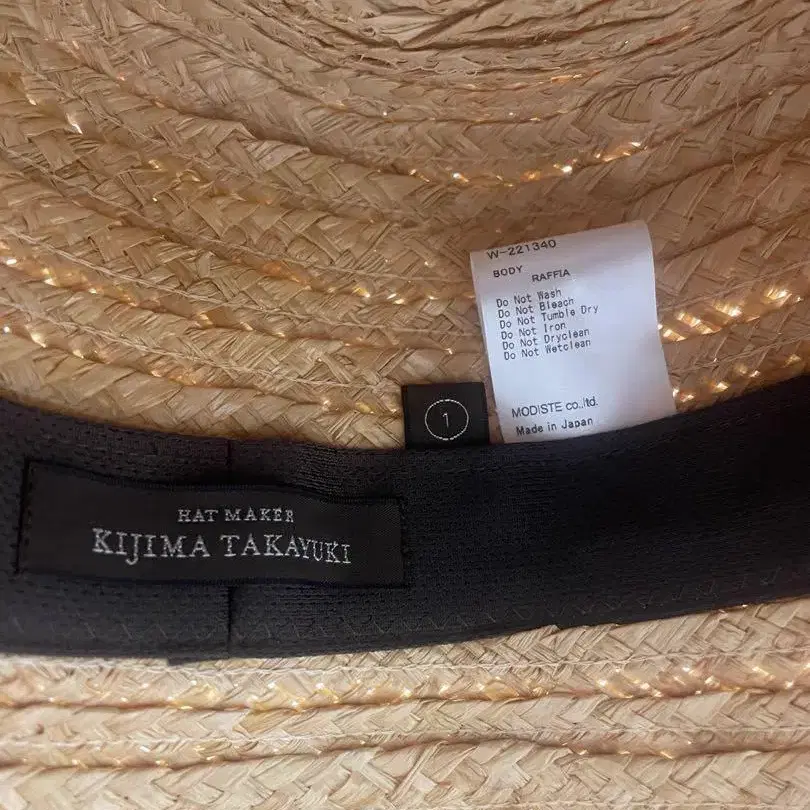 W-221340
BODY
RAFFIA
Do Not Wash
Do Not Bleach
Do Not Tumble Dry
Do Not Iron
Do Not Dryclean
Do Not Wetclean
MODISTE co.,ltd.
Made in Japan
1
HAT MAKER
KIJIMA TAKAYUKI